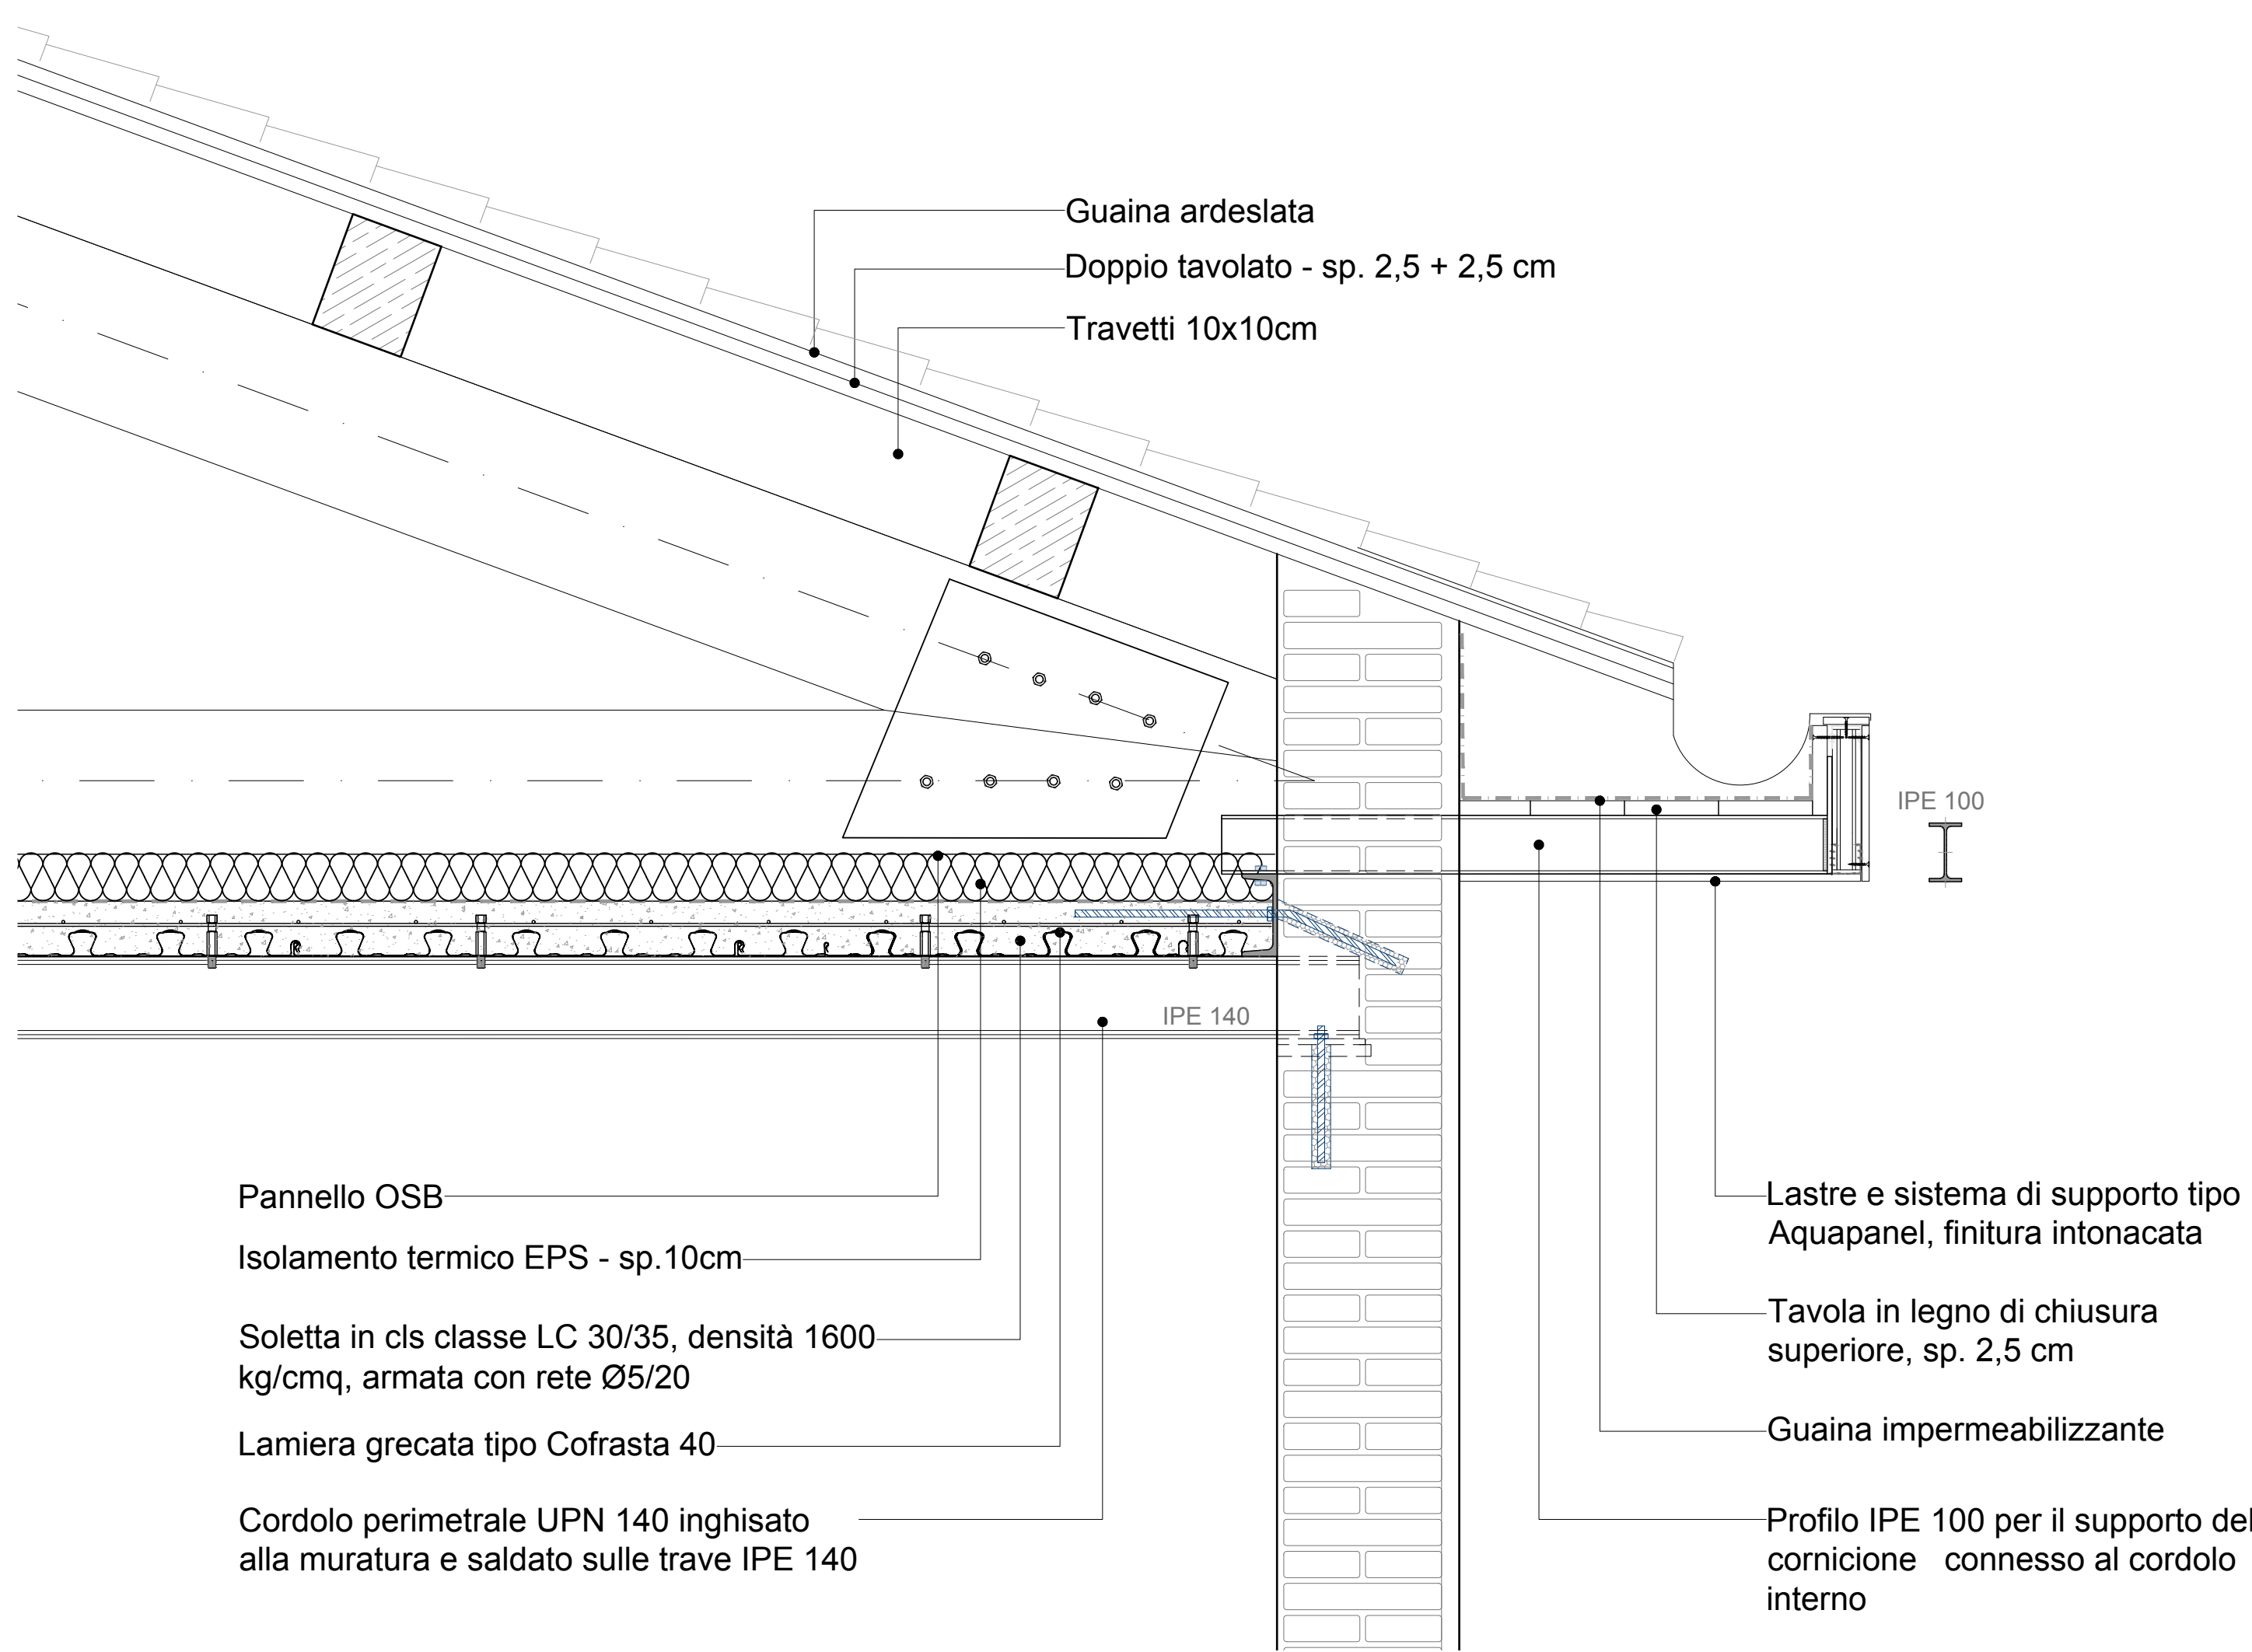 Guaina ardeslata
Doppio tavolato - sp. 2,5 + 2,5 cm
Travetti 10x10cm
IPE 100
IPE 140
Pannello OSB
Isolamento termico EPS - sp.10cm
Soletta in cls classe LC 30/35, densità 1600
kg/cmq, armata con rete Ø5/20
Lamiera grecata tipo Cofrasta 40
Cordolo perimetrale UPN 140 inghisato
alla muratura e saldato sulle trave IPE 140
Lastre e sistema di supporto tipo
Aquapanel, finitura intonacata
Tavola in legno di chiusura
superiore, sp. 2,5 cm
Guaina impermeabilizzante
Profilo IPE 100 per il supporto del
cornicione connesso al cordolo
interno